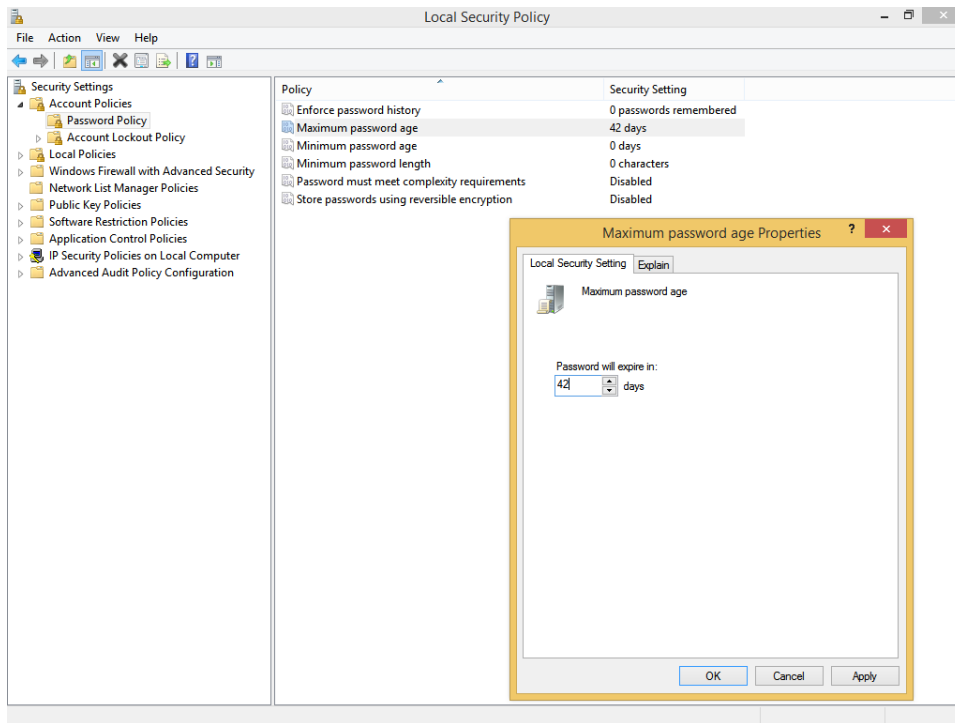 Local Security Policy
File Action View Help
Security Settings
Account Policies
Password Policy
Account Lockout Policy
Local Policies
Windows Firewall with Advanced Security
Network List Manager Policies
Public Key Policies
Software Restriction Policies
Application Control Policies
IP Security Policies on Local Computer
Advanced Audit Policy Configuration
Policy Security Setting
Enforce password history 0 passwords remembered
Maximum password age 42 days
Minimum password age 0 days
Minimum password length 0 characters
Password must meet complexity requirements Disabled
Store passwords using reversible encryption Disabled
Maximum password age Properties ?
Local Security Setting Explain
Maximum password age
Password will expire in:
42 days
OK Cancel Apply